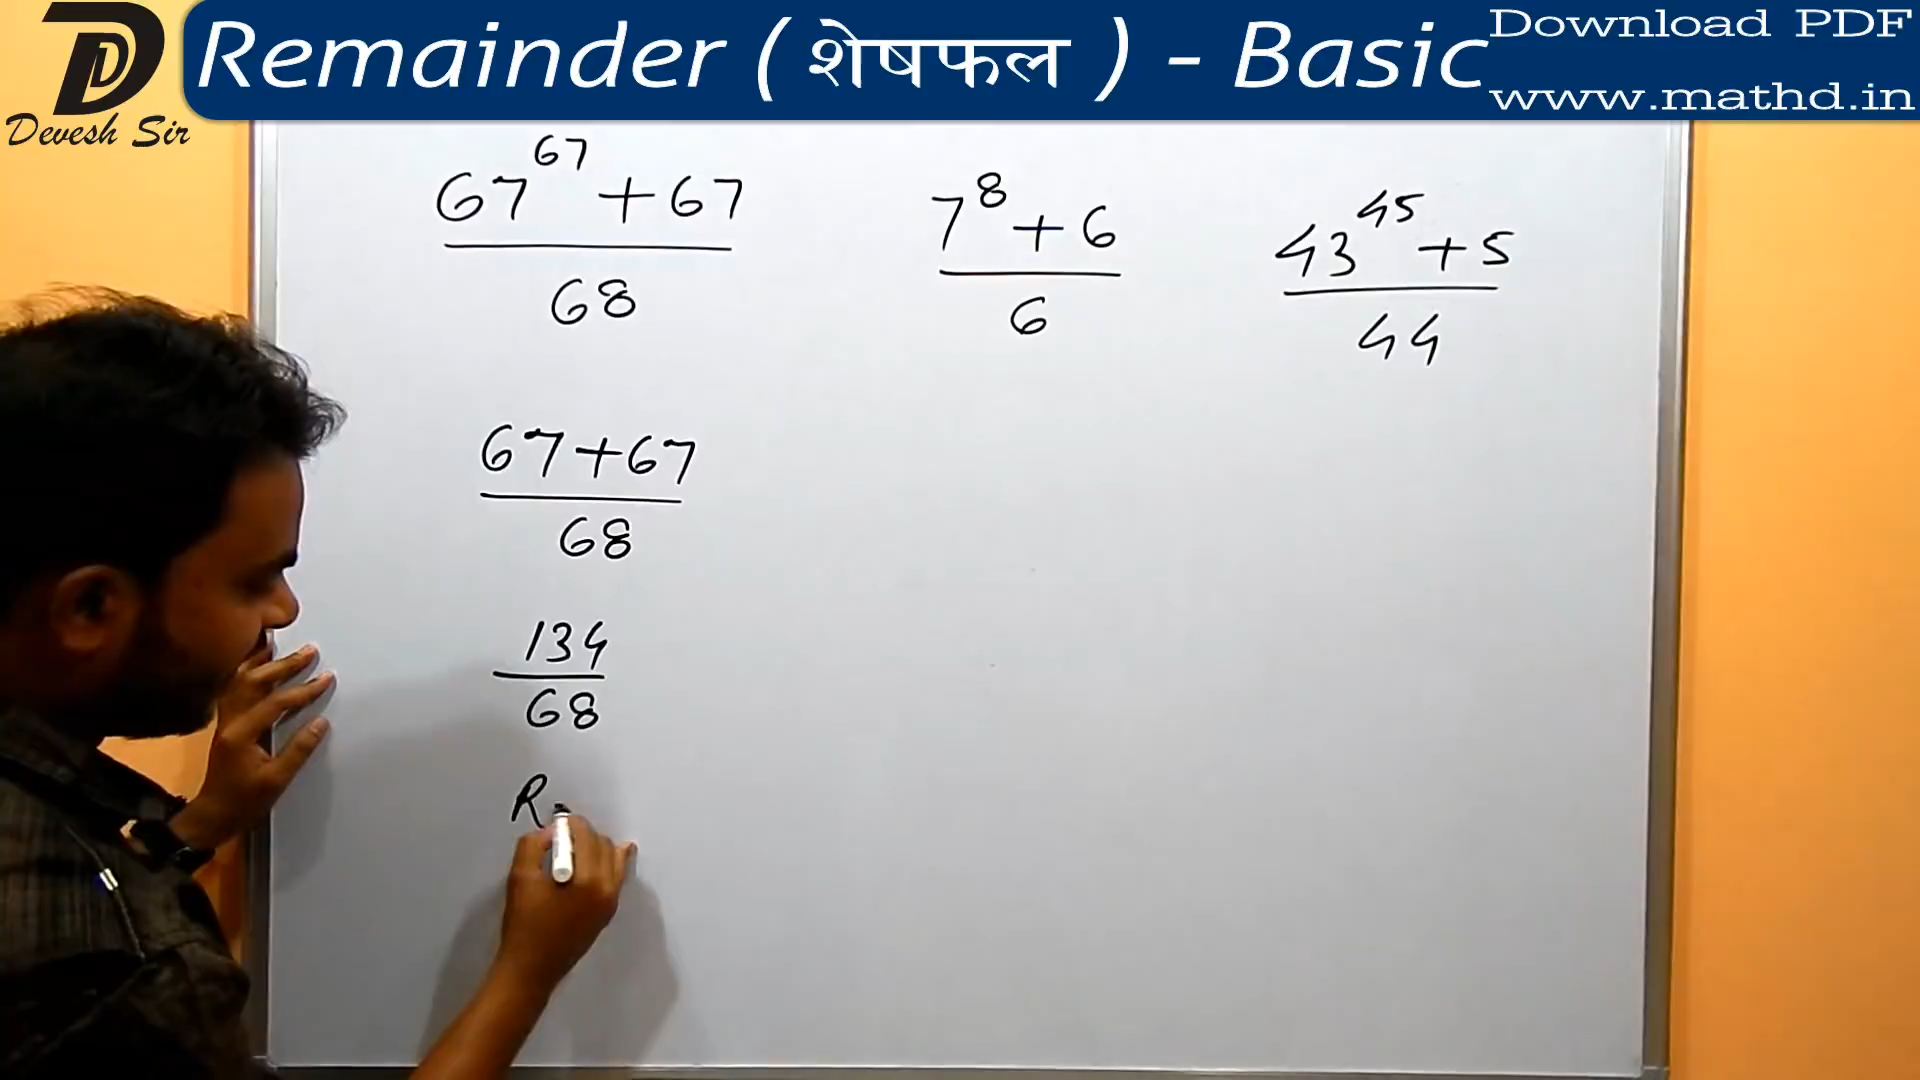 Devesh Sir
Remainder ( शेषफल ) - Basic
Download PDF
www.mathd.in
67^67 + 67
68
67 + 67
68
134
68
R
7^8 + 6
6
43^45 + 5
44